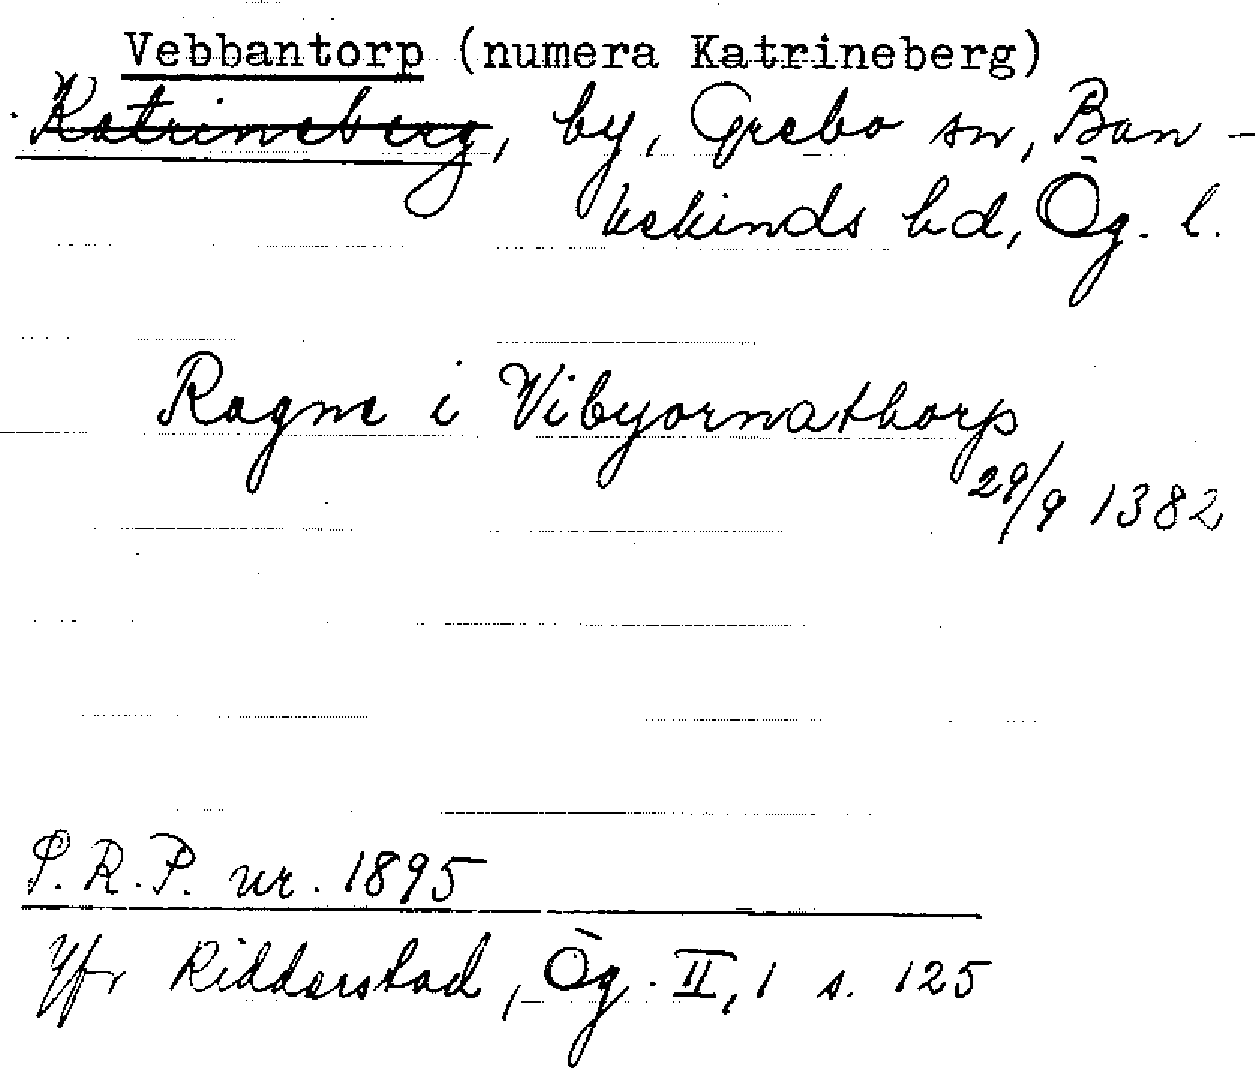 Vebbantorp (numera Katrineberg)
Katrineberg, by, Grebo sn, Ban-
kekinds hd, Ög. l.
Ragne i Vibyornathorp
29/9 1382
P.R.P. nr. 1895
Jfr Ridderstad, Ög. II, 1 s. 125